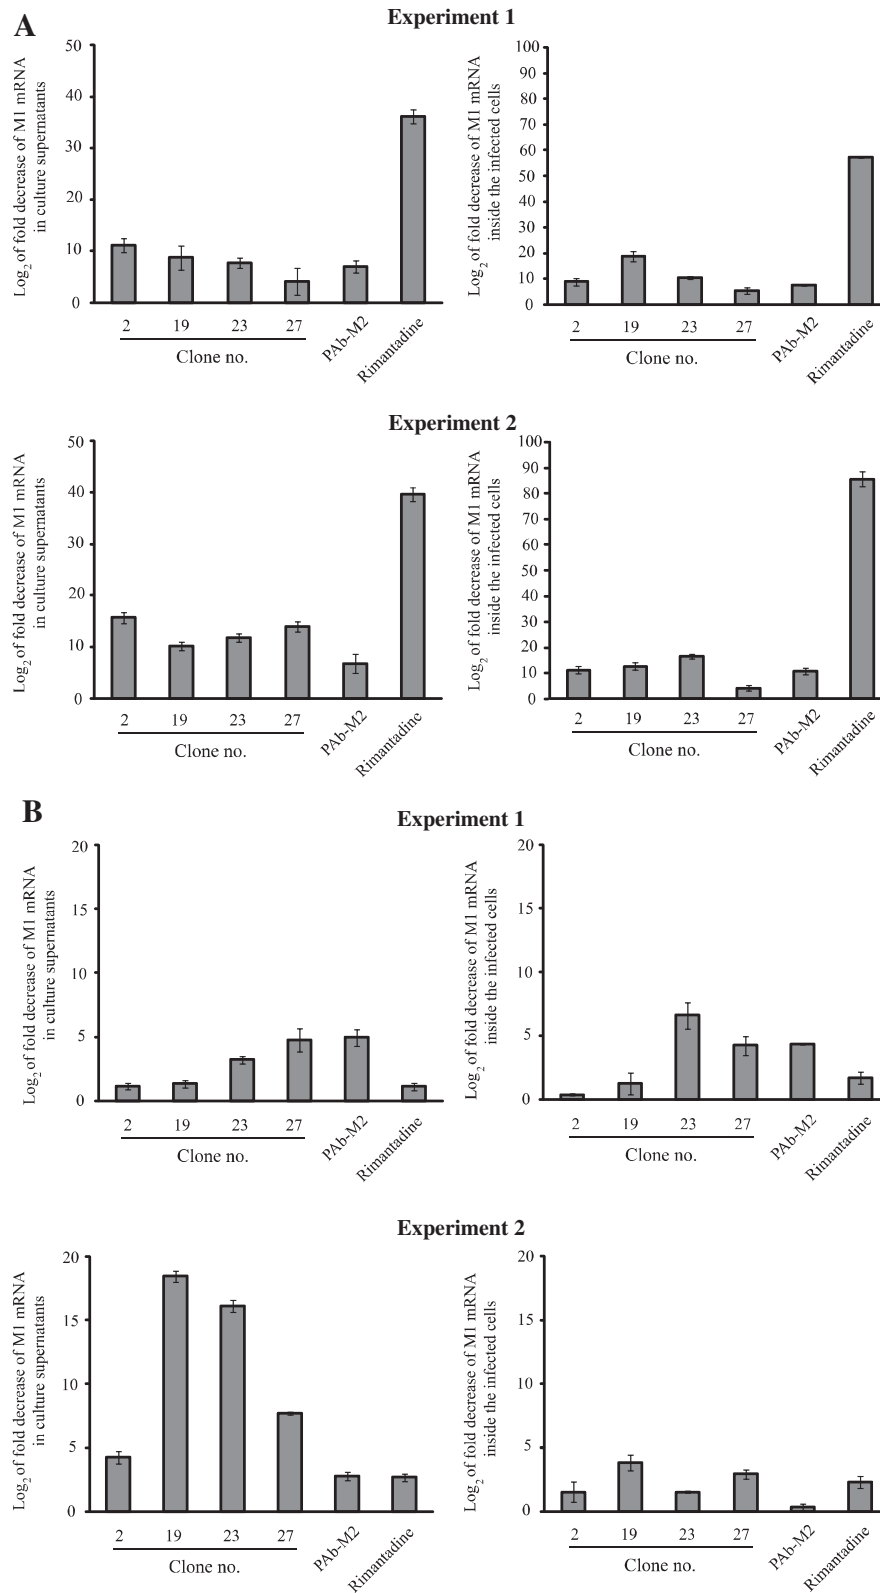 A
Experiment 1
Log2 of fold decrease of M1 mRNA
in culture supernatants
50
40
30
20
10
0
2 19 23 27 PAb-M2 Rimantadine
Clone no.
Log2 of fold decrease of M1 mRNA
inside the infected cells
100
90
80
70
60
50
40
30
20
10
0
2 19 23 27 PAb-M2 Rimantadine
Clone no.
Experiment 2
Log2 of fold decrease of M1 mRNA
in culture supernatants
50
40
30
20
10
0
2 19 23 27 PAb-M2 Rimantadine
Clone no.
Log2 of fold decrease of M1 mRNA
inside the infected cells
100
90
80
70
60
50
40
30
20
10
0
2 19 23 27 PAb-M2 Rimantadine
Clone no.
B
Experiment 1
Log2 of fold decrease of M1 mRNA
in culture supernatants
20
15
10
5
0
2 19 23 27 PAb-M2 Rimantadine
Clone no.
Log2 of fold decrease of M1 mRNA
inside the infected cells
20
15
10
5
0
2 19 23 27 PAb-M2 Rimantadine
Clone no.
Experiment 2
Log2 of fold decrease of M1 mRNA
in culture supernatants
20
15
10
5
0
2 19 23 27 PAb-M2 Rimantadine
Clone no.
Log2 of fold decrease of M1 mRNA
inside the infected cells
20
15
10
5
0
2 19 23 27 PAb-M2 Rimantadine
Clone no.